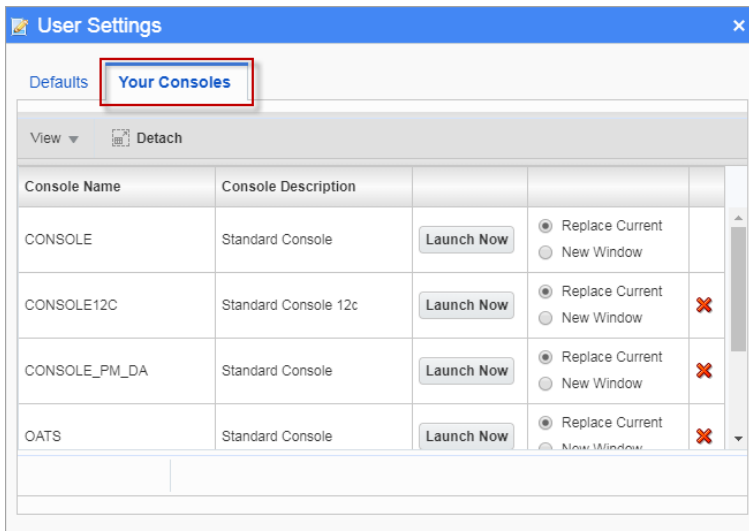 User Settings
Defaults Your Consoles
View Detach
Console Name Console Description
CONSOLE Standard Console Launch Now Replace Current
New Window
CONSOLE12C Standard Console 12c Launch Now Replace Current
New Window
CONSOLE_PM_DA Standard Console Launch Now Replace Current
New Window
OATS Standard Console Launch Now Replace Current
New Window